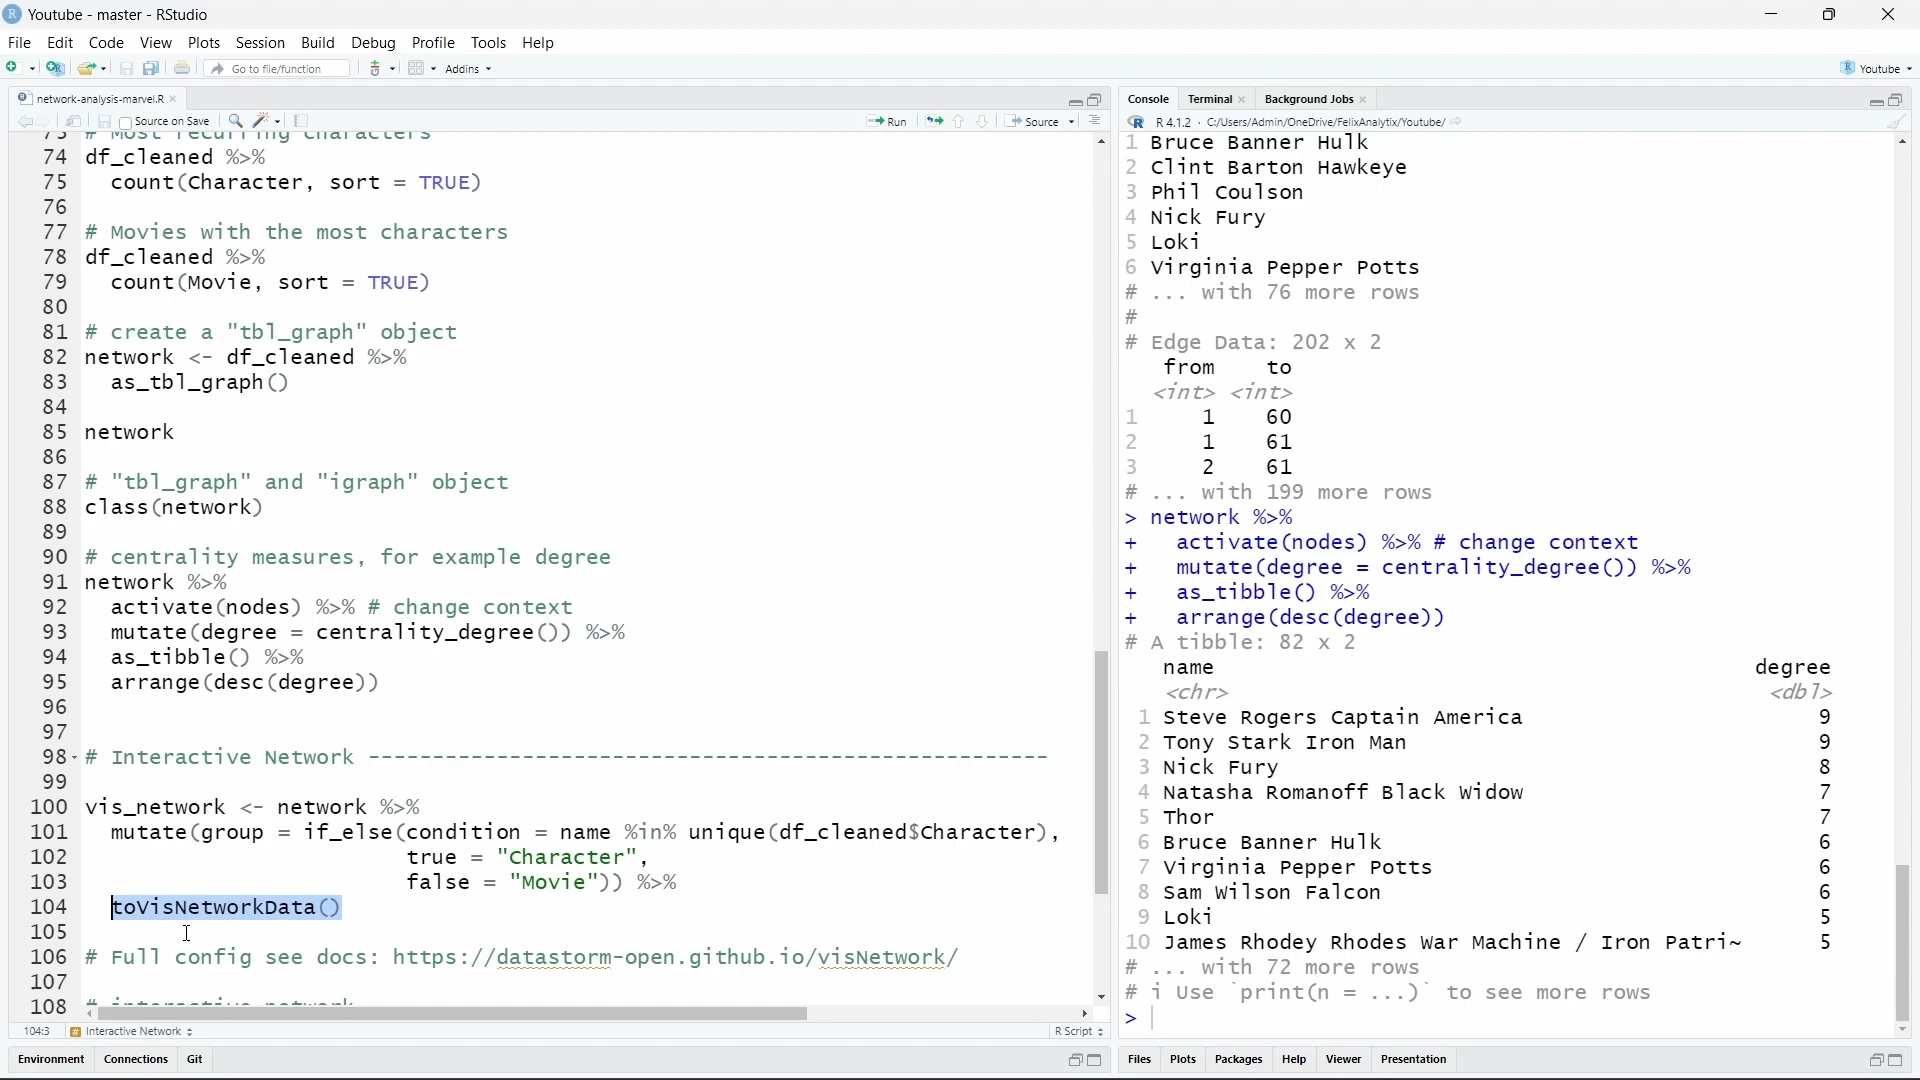 Youtube - master - RStudio
File Edit Code View Plots Session Build Debug Profile Tools Help
Go to file/function Addins Youtube
network-analysis-marvel.R
Source on Save Run Source
73 # Most recurring characters
74 df_cleaned %>%
75 count(Character, sort = TRUE)
76
77 # Movies with the most characters
78 df_cleaned %>%
79 count(Movie, sort = TRUE)
80
81 # create a "tbl_graph" object
82 network <- df_cleaned %>%
83 as_tbl_graph()
84
85 network
86
87 # "tbl_graph" and "igraph" object
88 class(network)
89
90 # centrality measures, for example degree
91 network %>%
92 activate(nodes) %>% # change context
93 mutate(degree = centrality_degree()) %>%
94 as_tibble() %>%
95 arrange(desc(degree))
96
97
98 # Interactive Network -----------------------------------------------------
99
100 vis_network <- network %>%
101 mutate(group = if_else(condition = name %in% unique(df_cleaned$Character),
102 true = "Character",
103 false = "Movie")) %>%
104 toVisNetworkData()
105
106 # Full config see docs: https://datastorm-open.github.io/visNetwork/
107
108 # interactive network
104:3 # Interactive Network R Script
Environment Connections Git
Console Terminal Background Jobs
R 4.1.2 · C:/Users/Admin/OneDrive/FelixAnalytix/Youtube/
1 Bruce Banner Hulk
2 Clint Barton Hawkeye
3 Phil Coulson
4 Nick Fury
5 Loki
6 Virginia Pepper Potts
# ... with 76 more rows
#
# Edge Data: 202 x 2
from to
<int> <int>
1 1 60
2 1 61
3 2 61
# ... with 199 more rows
> network %>%
+ activate(nodes) %>% # change context
+ mutate(degree = centrality_degree()) %>%
+ as_tibble() %>%
+ arrange(desc(degree))
# A tibble: 82 x 2
name degree
<chr> <dbl>
1 Steve Rogers Captain America 9
2 Tony Stark Iron Man 9
3 Nick Fury 8
4 Natasha Romanoff Black Widow 7
5 Thor 7
6 Bruce Banner Hulk 6
7 Virginia Pepper Potts 6
8 Sam Wilson Falcon 6
9 Loki 5
10 James Rhodey Rhodes War Machine / Iron Patri~ 5
# ... with 72 more rows
# i Use `print(n = ...)` to see more rows
>
Files Plots Packages Help Viewer Presentation